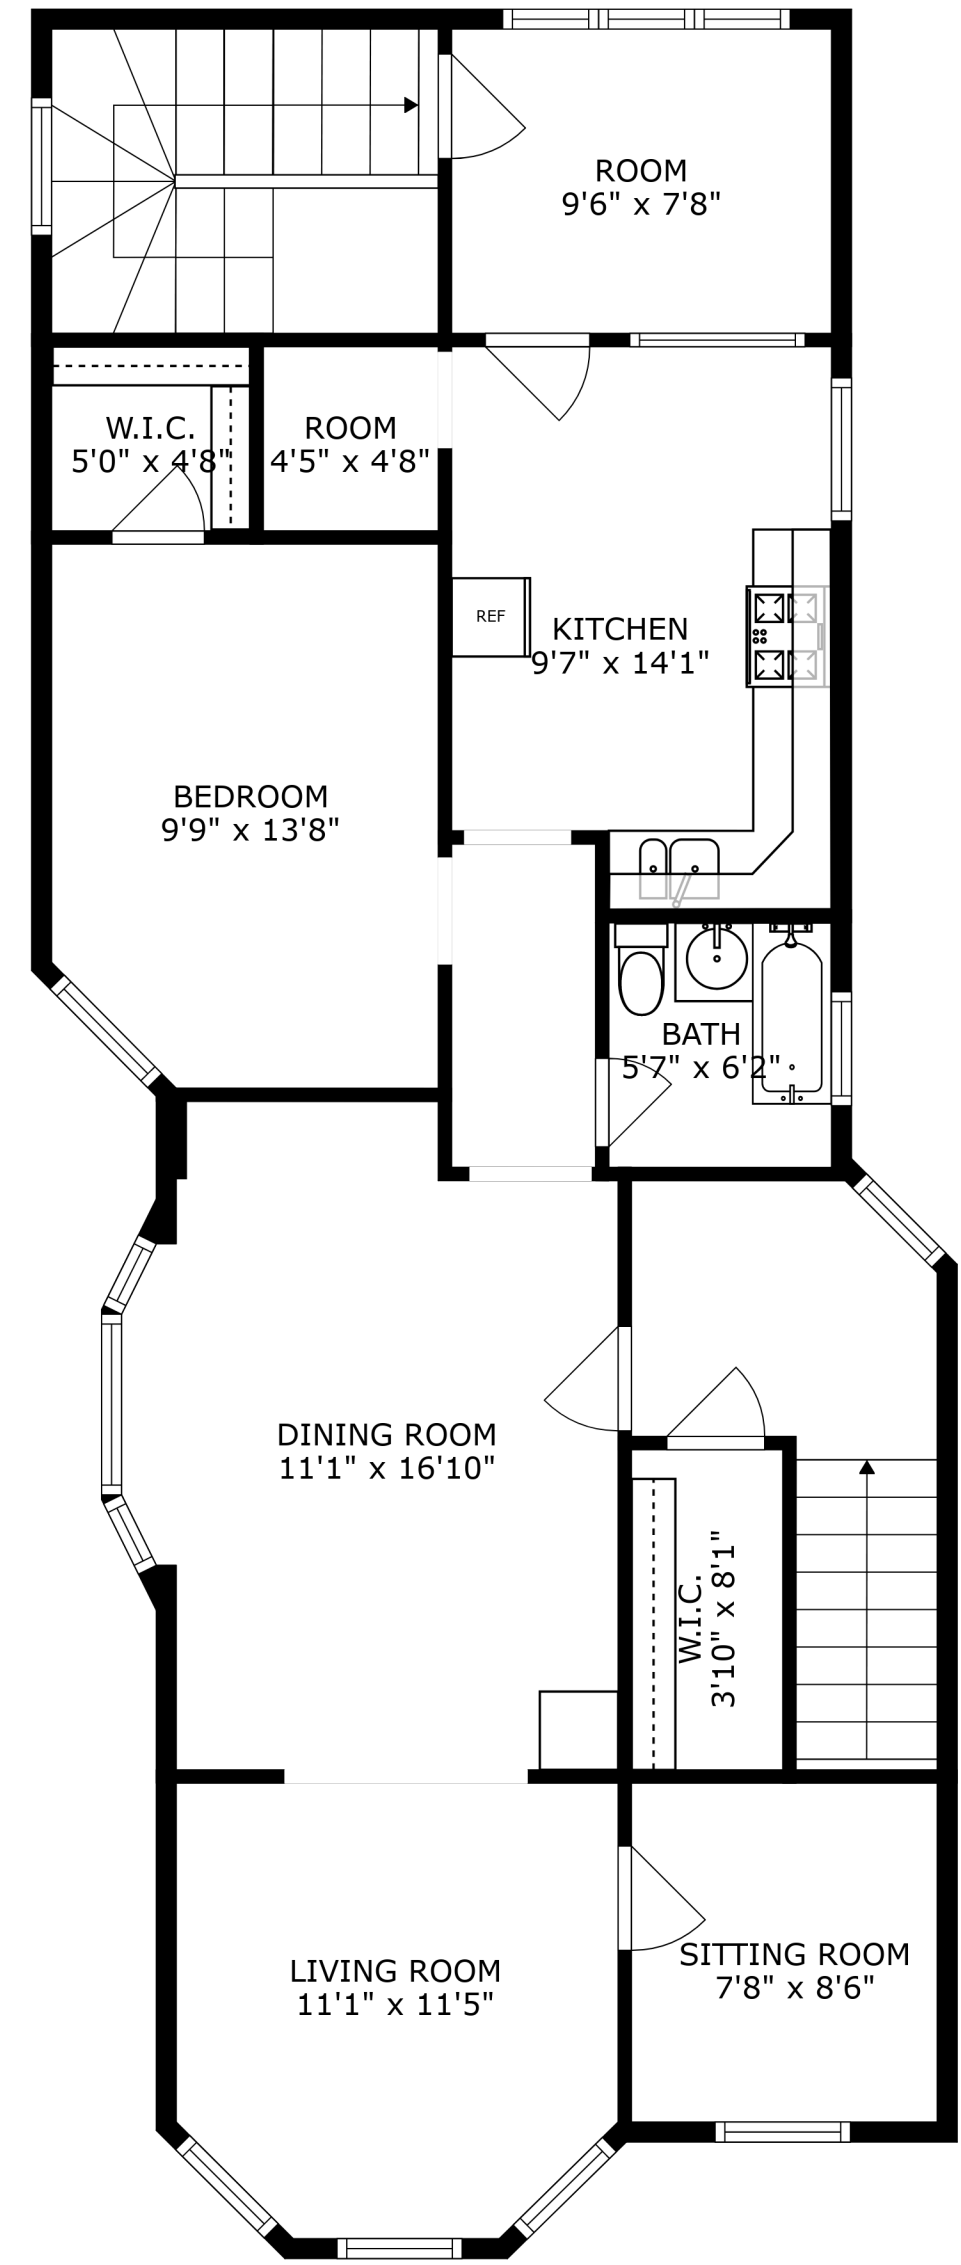 ROOM
9'6" x 7'8"
W.I.C.
5'0" x 4'8"
ROOM
4'5" x 4'8"
REF
KITCHEN
9'7" x 14'1"
BEDROOM
9'9" x 13'8"
BATH
5'7" x 6'2"
DINING ROOM
11'1" x 16'10"
W.I.C.
3'10" x 8'1"
SITTING ROOM
7'8" x 8'6"
LIVING ROOM
11'1" x 11'5"